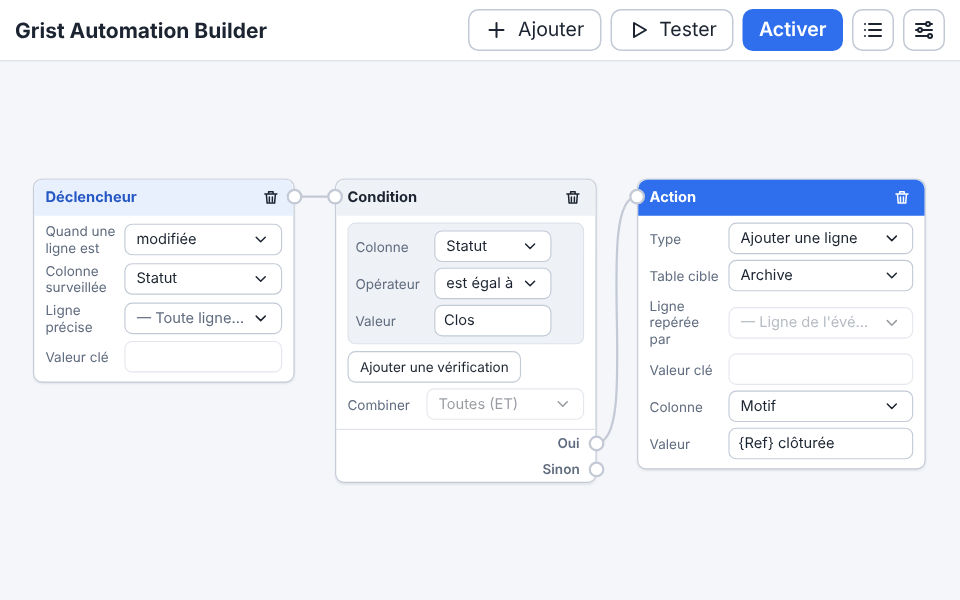 Grist Automation Builder
Ajouter
Tester
Activer
Déclencheur
Quand une
ligne est
modifiée
Colonne
surveillée
Statut
Ligne
précise
— Toute ligne...
Valeur clé
Condition
Colonne
Statut
Opérateur
est égal à
Valeur
Clos
Ajouter une vérification
Combiner
Toutes (ET)
Oui
Sinon
Action
Type
Ajouter une ligne
Table cible
Archive
Ligne
repérée
par
— Ligne de l'évé...
Valeur clé
Colonne
Motif
Valeur
{Ref} clôturée